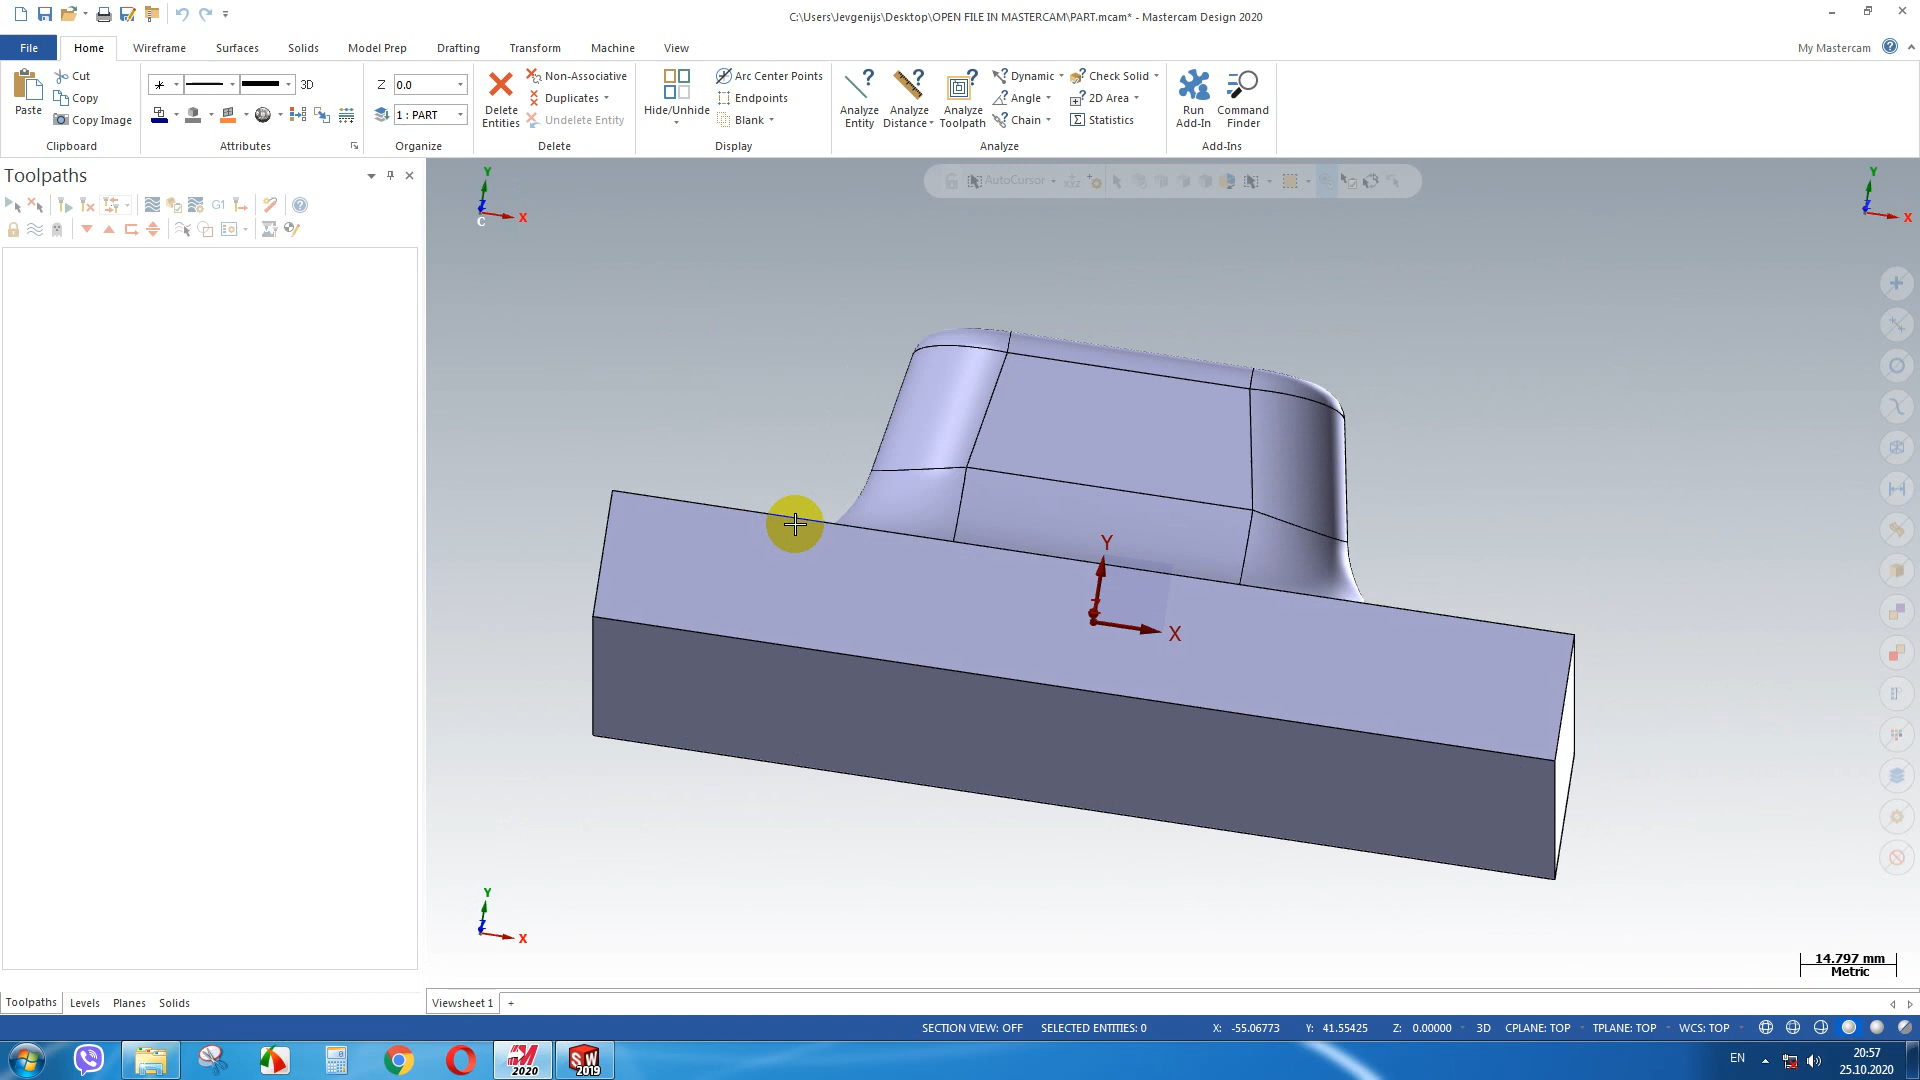 C:\Users\Jevgenijs\Desktop\OPEN FILE IN MASTERCAM\PART.mcam* - Mastercam Design 2020
File Home Wireframe Surfaces Solids Model Prep Drafting Transform Machine View My Mastercam
Paste
Cut
Copy
Copy Image
Clipboard
3D
Attributes
Z 0.0
1 : PART
Organize
Delete Entities
Non-Associative
Duplicates
Undelete Entity
Delete
Hide/Unhide
Arc Center Points
Endpoints
Blank
Display
Analyze Entity
Analyze Distance
Analyze Toolpath
Dynamic
Angle
Chain
Check Solid
2D Area
Statistics
Analyze
Run Add-In
Command Finder
Add-Ins
Toolpaths
G1
AutoCursor
xyz
Y
X
Z
C
Y
X
Z
Y
X
Y
X
Z
14.797 mm
Metric
Toolpaths Levels Planes Solids
Viewsheet 1 +
SECTION VIEW: OFF SELECTED ENTITIES: 0 X: -55.06773 Y: 41.55425 Z: 0.00000 3D CPLANE: TOP TPLANE: TOP WCS: TOP
2020
SW
2019
EN
20:57
25.10.2020